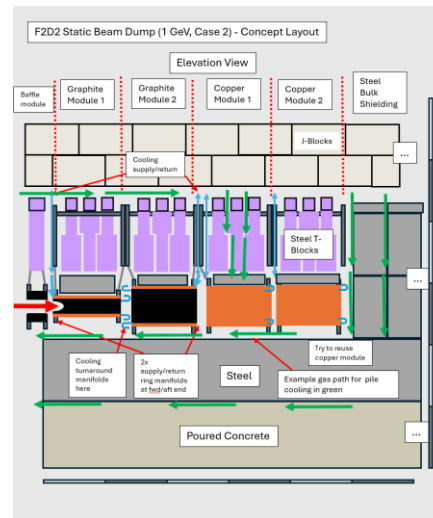 F2D2 Static Beam Dump (1 GeV, Case 2) - Concept Layout
Elevation View
Baffle
module
Graphite
Module 1
Graphite
Module 2
Copper
Module 1
Copper
Module 2
Steel
Bulk
Shielding
J-Blocks
...
Cooling
supply/return
Steel T-
Blocks
...
Cooling
turnaround
manifolds
here
2x
supply/return
ring manifolds
at fwd/aft end
Try to reuse
copper module
Example gas path for pile
cooling in green
Steel
Poured Concrete
...